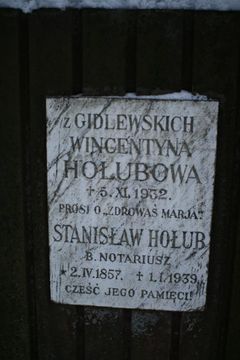 z GIDLEWSKICH
WINCENTYNA
HOŁUBOWA
✝ 5. XI. 1932.
PROSI O „ZDROWAŚ MARJA”
STANISŁAW HOŁUB
B. NOTARIUSZ
* 2. IV. 1857. ✝ 1. I. 1939.
CZEŚĆ JEGO PAMIĘCI!